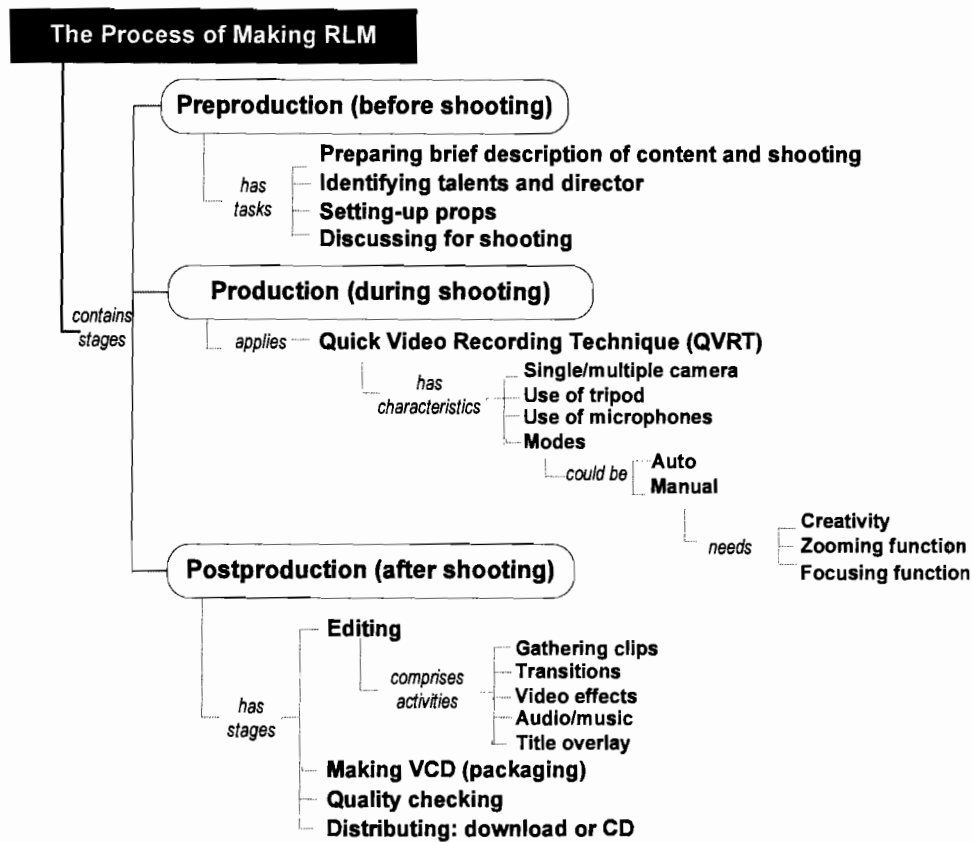 The Process of Making RLM
Preproduction (before shooting)
has
tasks
Preparing brief description of content and shooting
Identifying talents and director
Setting-up props
Discussing for shooting
contains
stages
Production (during shooting)
applies
Quick Video Recording Technique (QVRT)
has
characteristics
Single/multiple camera
Use of tripod
Use of microphones
Modes
could be
Auto
Manual
needs
Creativity
Zooming function
Focusing function
Postproduction (after shooting)
has
stages
Editing
comprises
activities
Gathering clips
Transitions
Video effects
Audio/music
Title overlay
Making VCD (packaging)
Quality checking
Distributing: download or CD